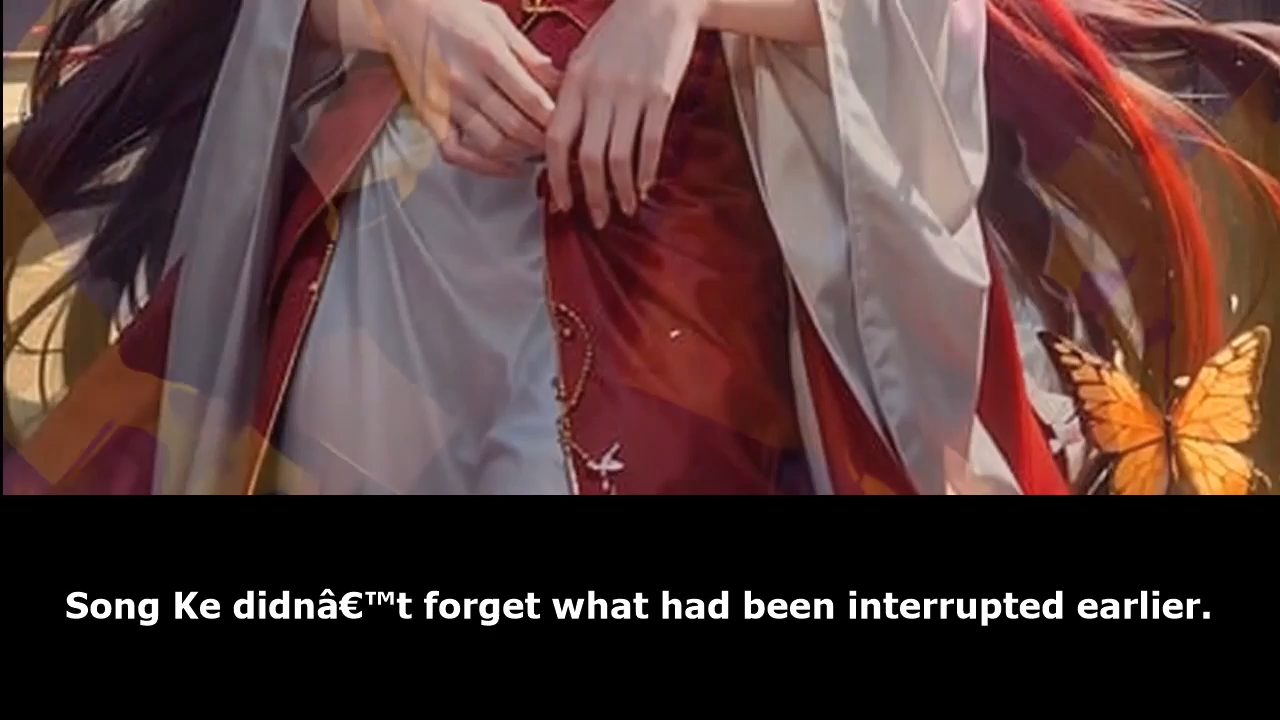 Song Ke didnâ€™t forget what had been interrupted earlier.